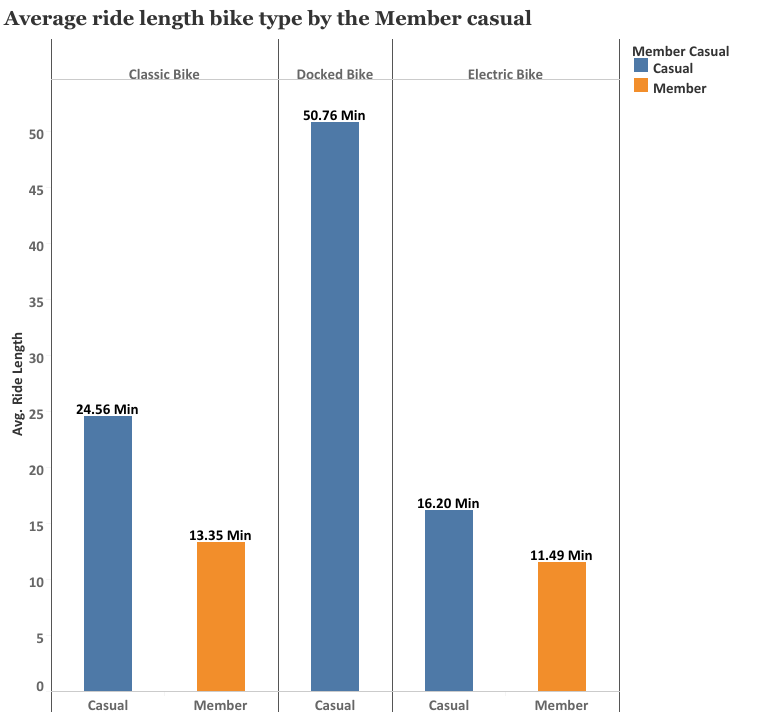 Average ride length bike type by the Member casual
Member Casual
Casual
Member
Classic Bike
Docked Bike
Electric Bike
Avg. Ride Length
50
45
40
35
30
25
20
15
10
5
0
24.56 Min
13.35 Min
50.76 Min
16.20 Min
11.49 Min
Casual
Member
Casual
Casual
Member